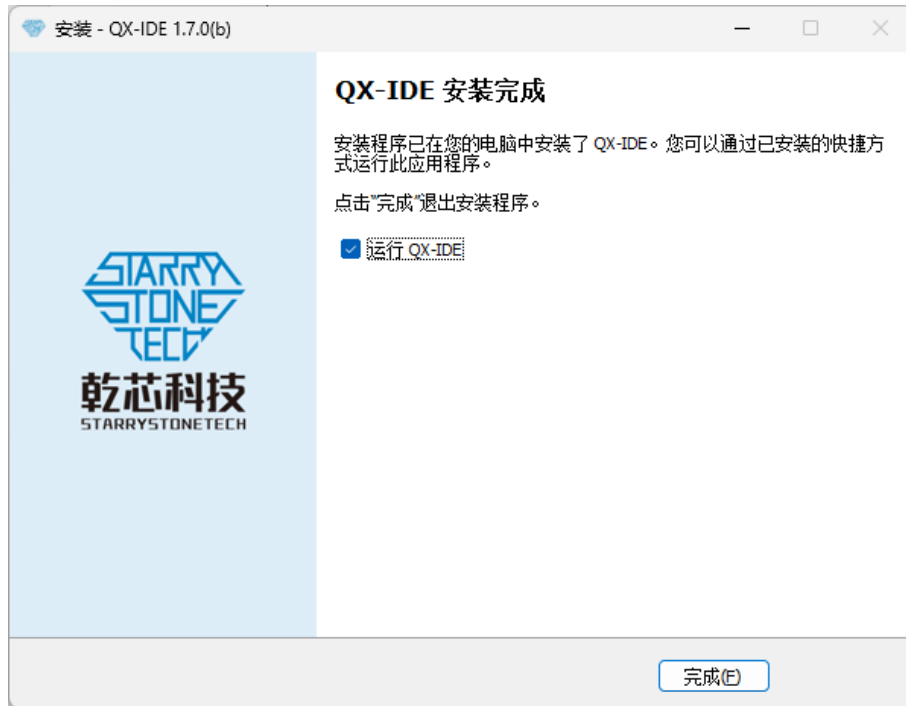 安装 - QX-IDE 1.7.0(b)
QX-IDE 安装完成
安装程序已在您的电脑中安装了 QX-IDE。您可以通过已安装的快捷方
式运行此应用程序。
点击"完成"退出安装程序。
运行 QX-IDE
STARRY
STONE
TECH
乾芯科技
STARRYSTONETECH
完成(F)